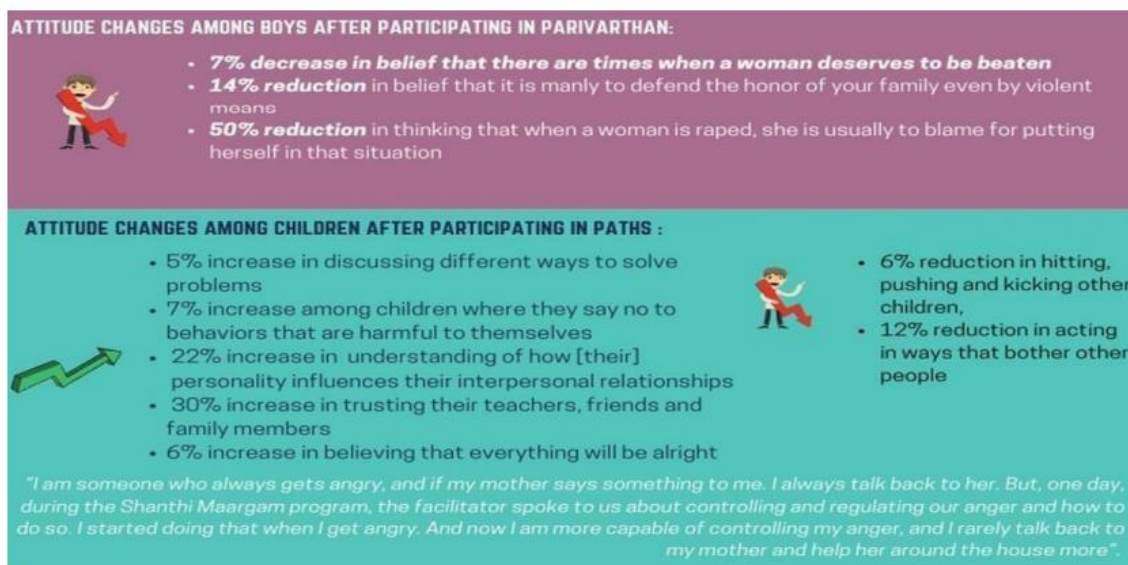 ATTITUDE CHANGES AMONG BOYS AFTER PARTICIPATING IN PARIVARTHAN:
• 7% decrease in belief that there are times when a woman deserves to be beaten
• 14% reduction in belief that it is manly to defend the honor of your family even by violent
means
• 50% reduction in thinking that when a woman is raped, she is usually to blame for putting
herself in that situation
ATTITUDE CHANGES AMONG CHILDREN AFTER PARTICIPATING IN PATHS :
• 5% increase in discussing different ways to solve
problems
• 7% increase among children where they say no to
behaviors that are harmful to themselves
• 22% increase in understanding of how [their]
personality influences their interpersonal relationships
• 30% increase in trusting their teachers, friends and
family members
• 6% increase in believing that everything will be alright
• 6% reduction in hitting,
pushing and kicking other
children,
• 12% reduction in acting
in ways that bother other
people
"I am someone who always gets angry, and if my mother says something to me. I always talk back to her. But, one day,
during the Shanthi Maargam program, the facilitator spoke to us about controlling and regulating our anger and how to
do so. I started doing that when I get angry. And now I am more capable of controlling my anger, and I rarely talk back to
my mother and help her around the house more".